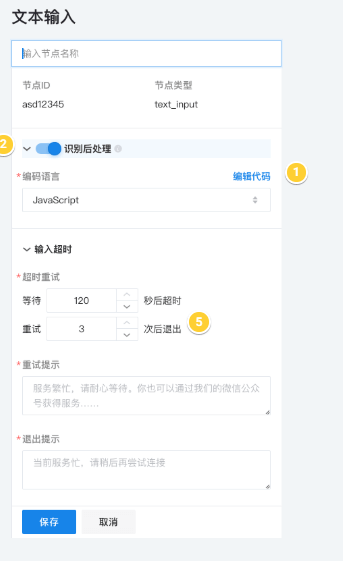 文本输入
输入节点名称
节点ID 节点类型
asd12345 text_input
2 识别后处理
*编码语言 编辑代码 1
JavaScript
输入超时
*超时重试
等待 120 秒后超时
重试 3 次后退出 5
*重试提示
服务繁忙，请耐心等待。你也可以通过我们的微信公众
号获得服务……
*退出提示
当前服务忙，请稍后再尝试连接
保存 取消